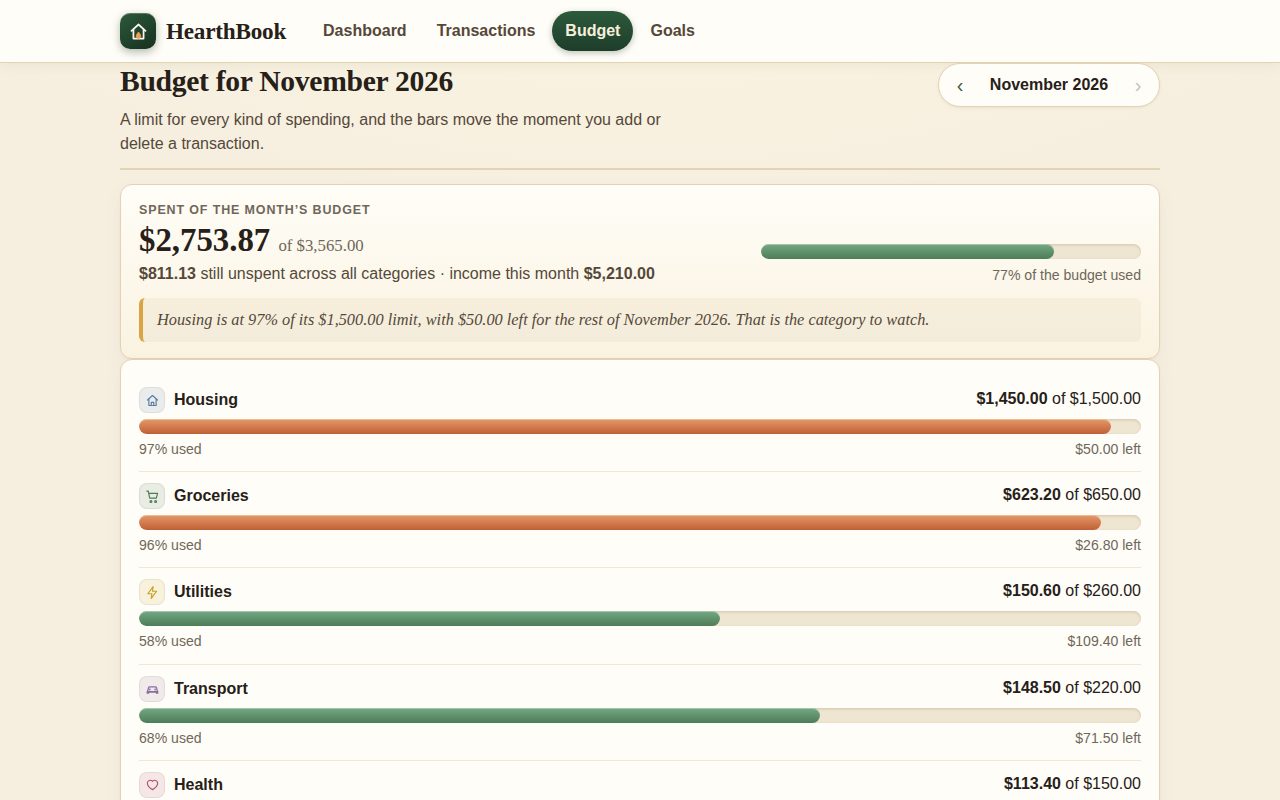 HearthBook Dashboard Transactions Budget Goals
Budget for November 2026
‹ November 2026 ›
A limit for every kind of spending, and the bars move the moment you add or
delete a transaction.
SPENT OF THE MONTH’S BUDGET
$2,753.87 of $3,565.00
$811.13 still unspent across all categories · income this month $5,210.00
77% of the budget used
Housing is at 97% of its $1,500.00 limit, with $50.00 left for the rest of November 2026. That is the category to watch.
Housing $1,450.00 of $1,500.00
97% used $50.00 left
Groceries $623.20 of $650.00
96% used $26.80 left
Utilities $150.60 of $260.00
58% used $109.40 left
Transport $148.50 of $220.00
68% used $71.50 left
Health $113.40 of $150.00